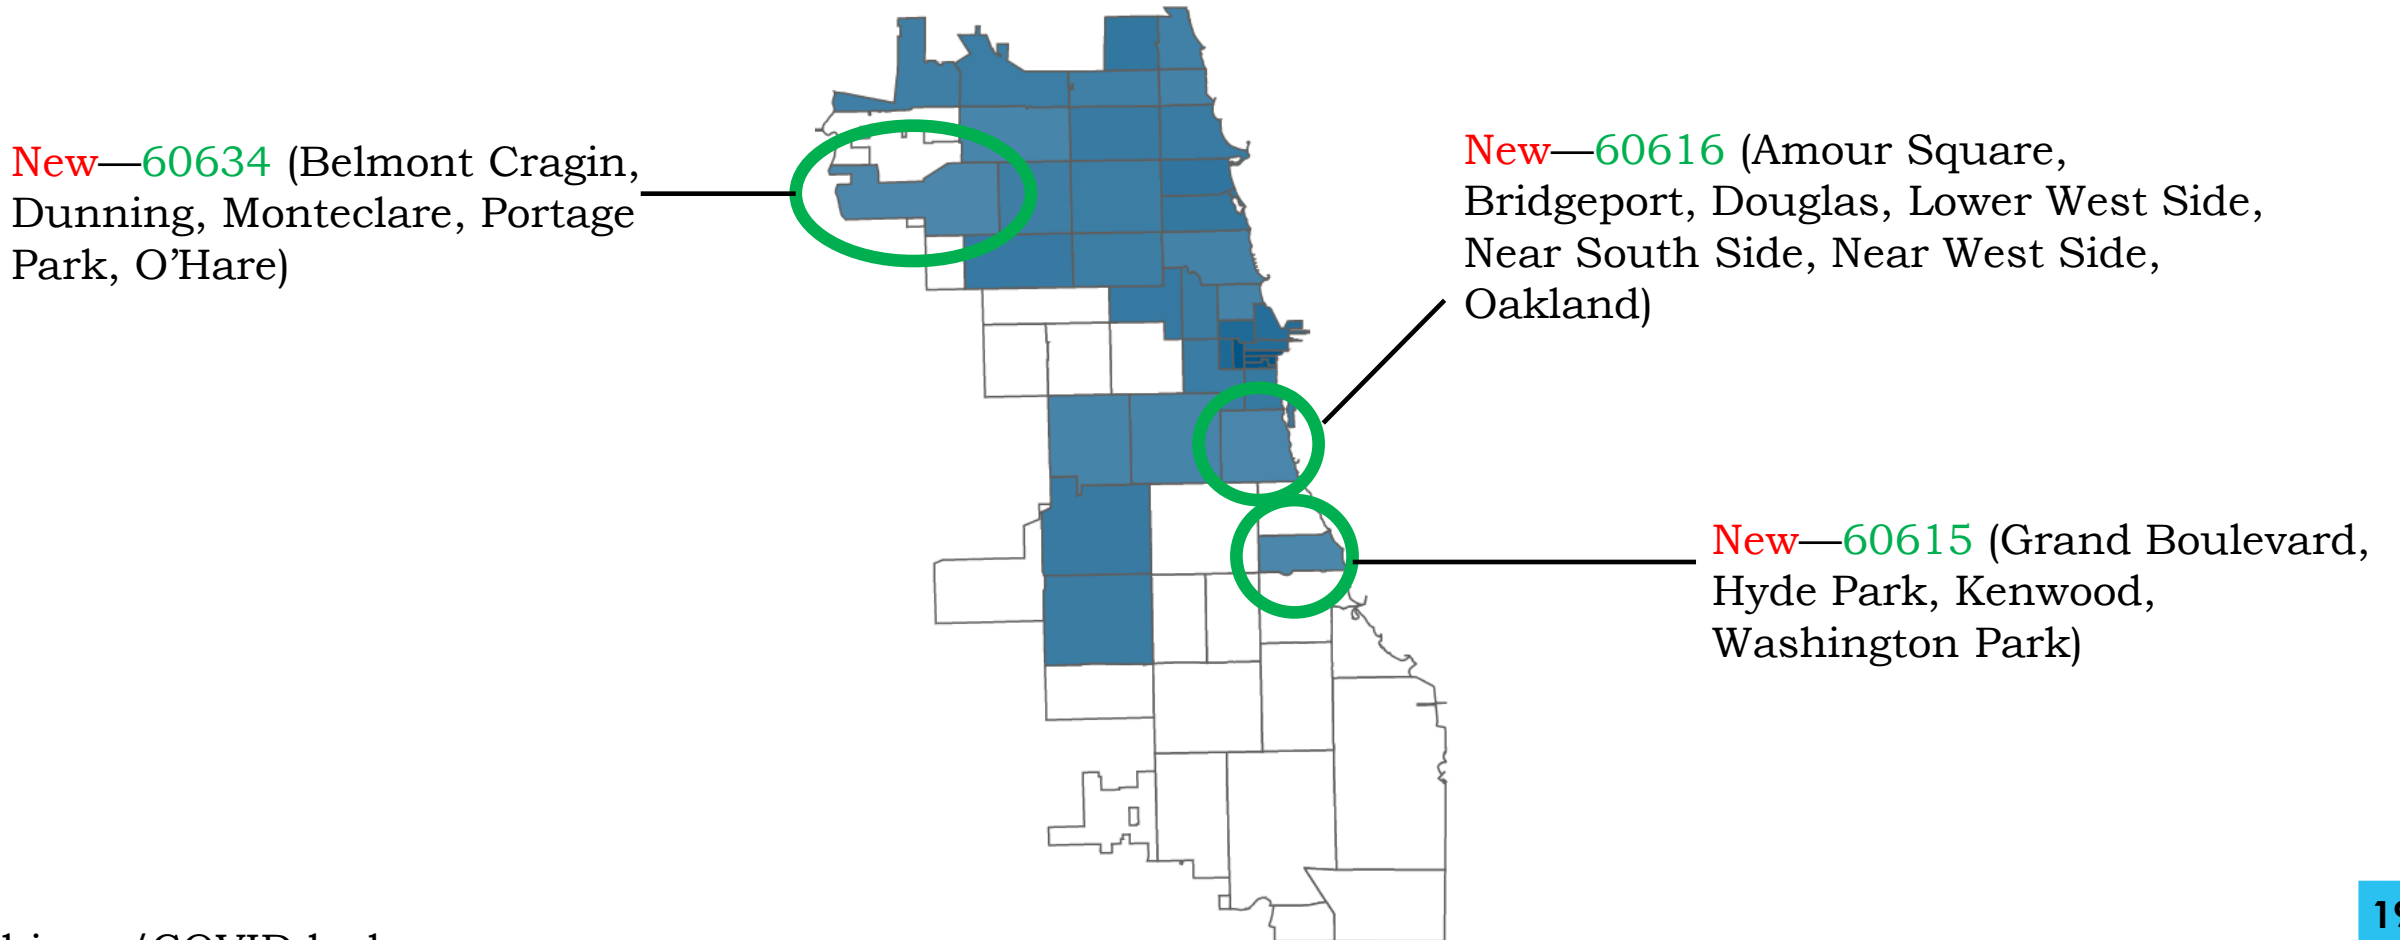 New—60634 (Belmont Cragin,
Dunning, Monteclare, Portage
Park, O’Hare)
New—60616 (Amour Square,
Bridgeport, Douglas, Lower West Side,
Near South Side, Near West Side,
Oakland)
New—60615 (Grand Boulevard,
Hyde Park, Kenwood,
Washington Park)
19